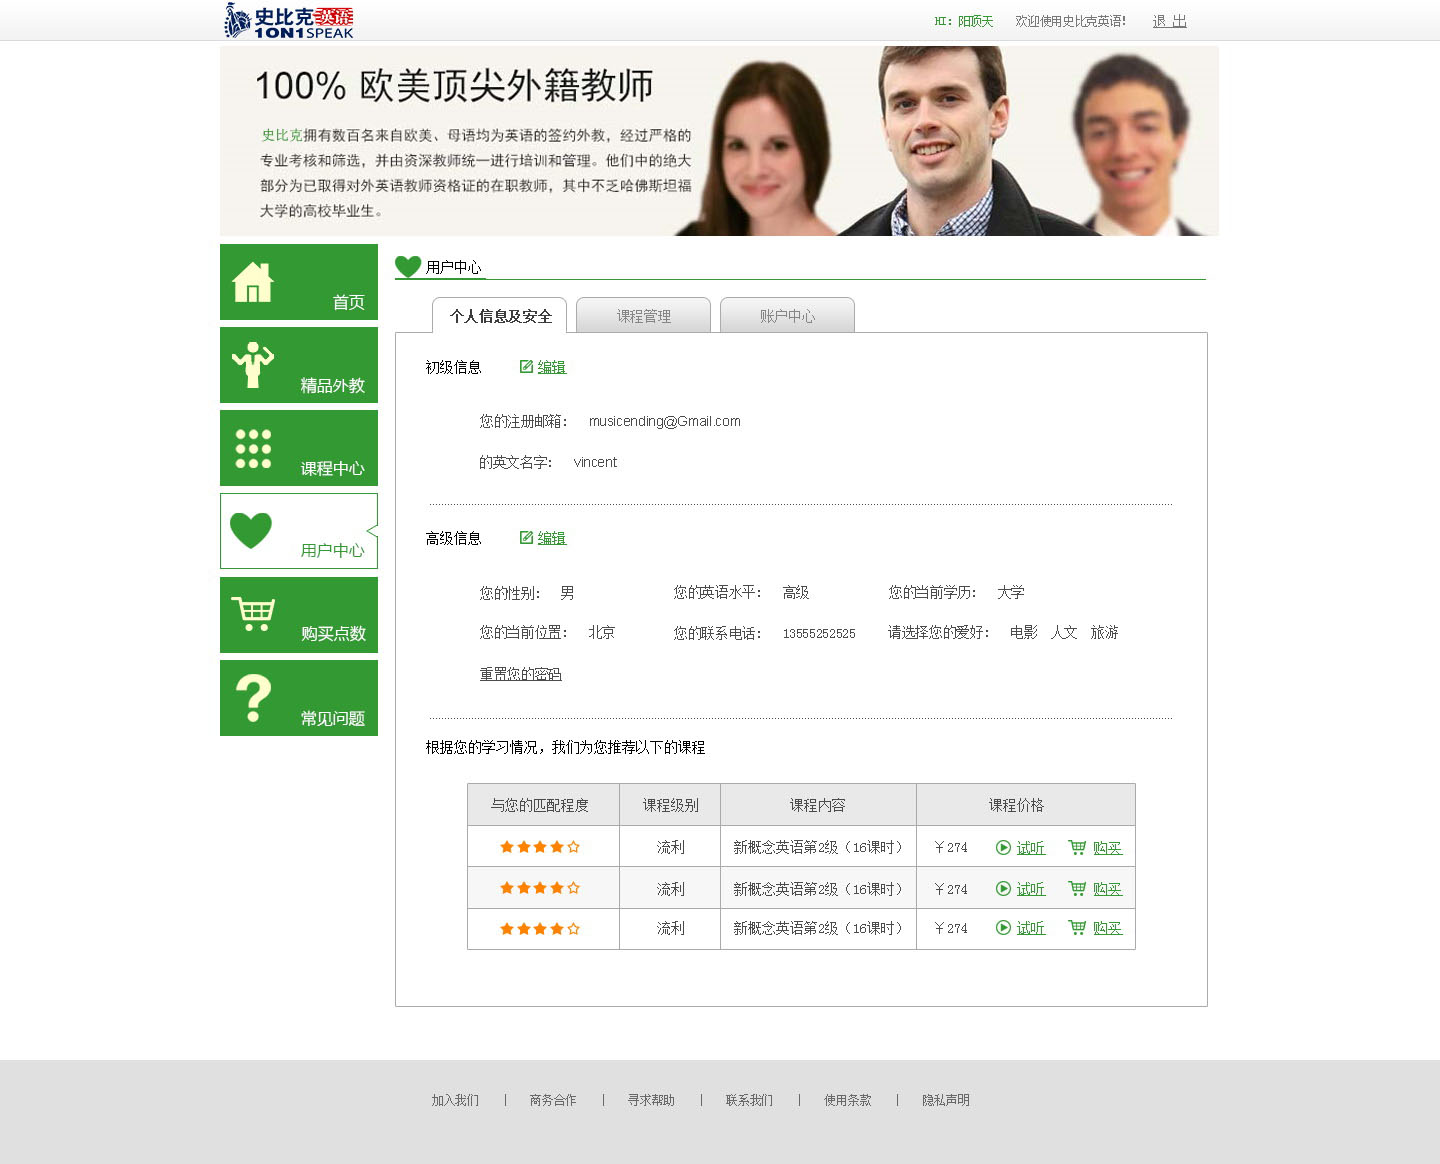 史比克英语
1ON1SPEAK
HI：阳顶天 欢迎使用史比克英语! 退 出
100% 欧美顶尖外籍教师
史比克拥有数百名来自欧美、母语均为英语的签约外教，经过严格的
专业考核和筛选，并由资深教师统一进行培训和管理。他们中的绝大
部分为已取得对外英语教师资格证的在职教师，其中不乏哈佛斯坦福
大学的高校毕业生。
首页
精品外教
课程中心
用户中心
购买点数
常见问题
用户中心
个人信息及安全 课程管理 账户中心
初级信息 编辑
您的注册邮箱： musicending@Gmail.com
的英文名字： vincent
高级信息 编辑
您的性别： 男 您的英语水平： 高级 您的当前学历： 大学
您的当前位置： 北京 您的联系电话： 13555252525 请选择您的爱好： 电影 人文 旅游
重置您的密码
根据您的学习情况，我们为您推荐以下的课程
与您的匹配程度 课程级别 课程内容 课程价格
★★★★☆ 流利 新概念英语第2级（16课时） ￥274 试听 购买
★★★★☆ 流利 新概念英语第2级（16课时） ￥274 试听 购买
★★★★☆ 流利 新概念英语第2级（16课时） ￥274 试听 购买
加入我们 | 商务合作 | 寻求帮助 | 联系我们 | 使用条款 | 隐私声明